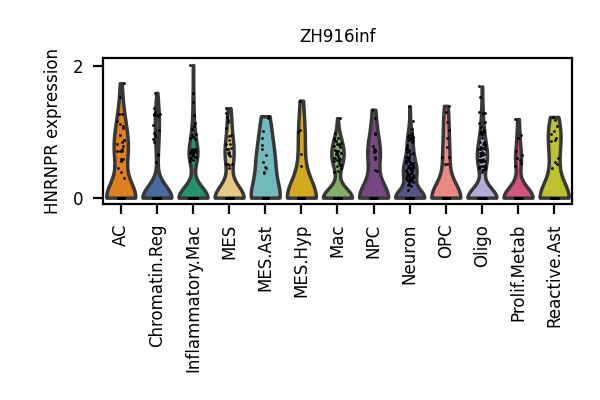 ZH916inf
HNRNPR expression
2
0
AC
Chromatin.Reg
Inflammatory.Mac
MES
MES.Ast
MES.Hyp
Mac
NPC
Neuron
OPC
Oligo
Prolif.Metab
Reactive.Ast